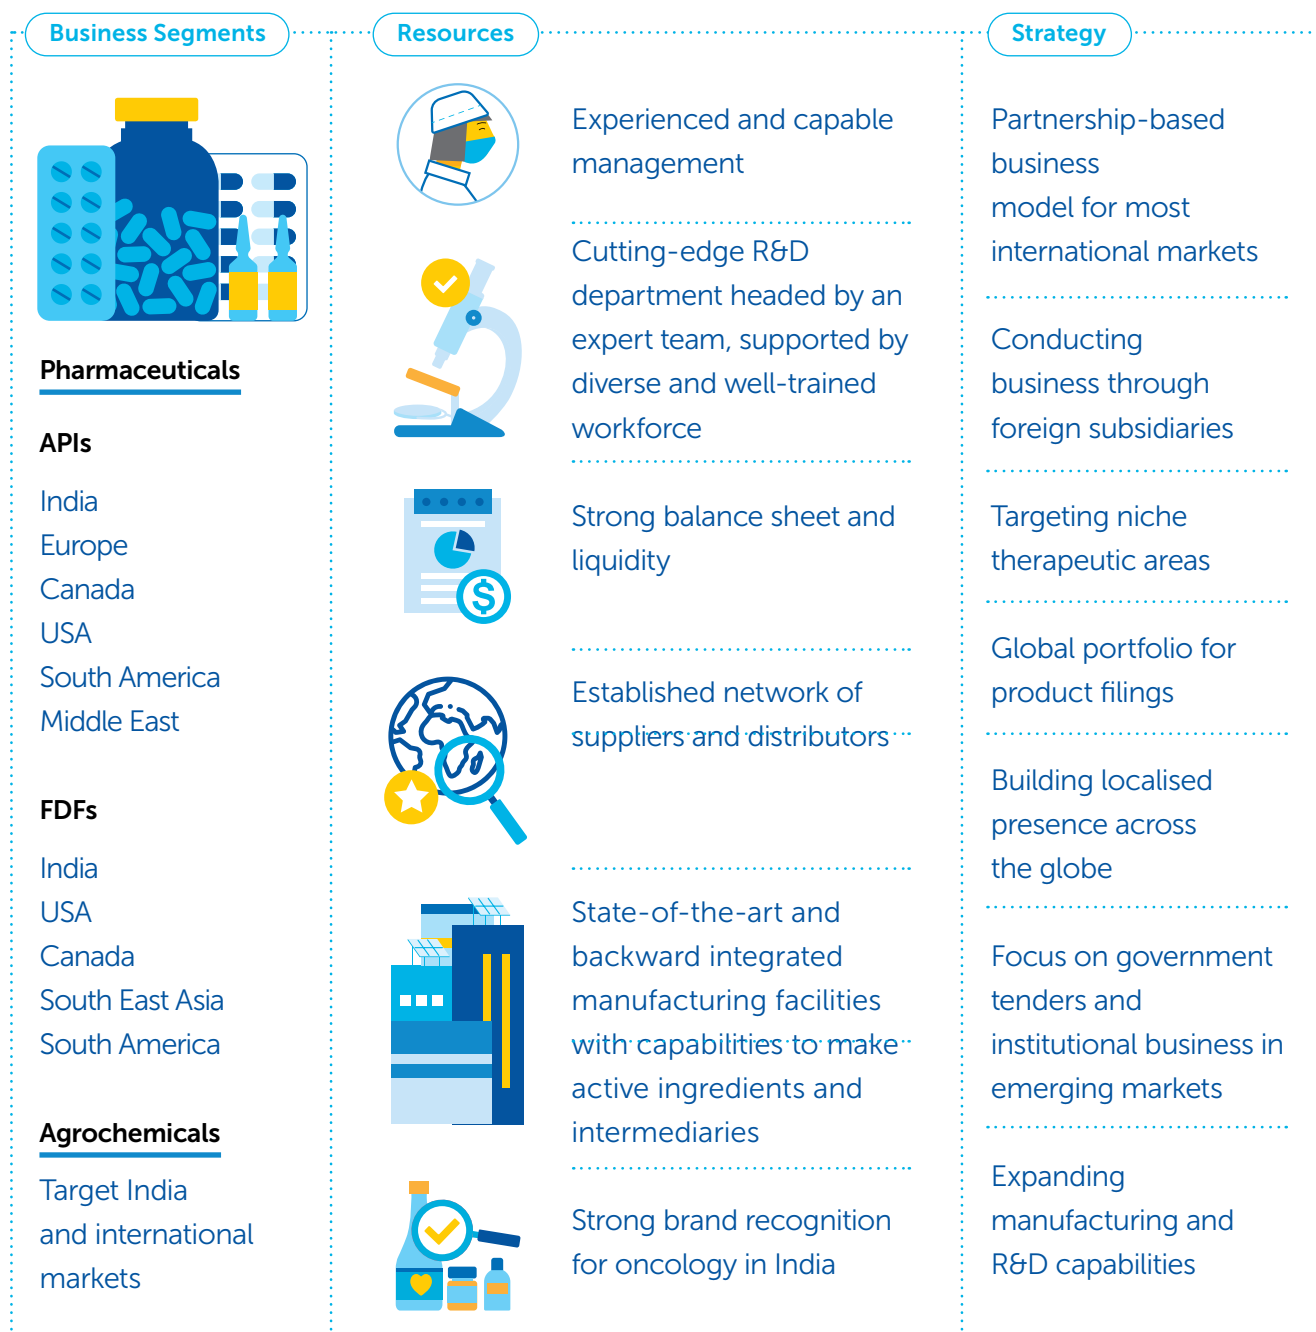 Business Segments
Resources
Strategy
Pharmaceuticals
APIs
India
Europe
Canada
USA
South America
Middle East
FDFs
India
USA
Canada
South East Asia
South America
Agrochemicals
Target India
and international
markets
Experienced and capable
management
Cutting-edge R&D
department headed by an
expert team, supported by
diverse and well-trained
workforce
Strong balance sheet and
liquidity
$
Established network of
suppliers and distributors
State-of-the-art and
backward integrated
manufacturing facilities
with capabilities to make
active ingredients and
intermediaries
Strong brand recognition
for oncology in India
Partnership-based
business
model for most
international markets
Conducting
business through
foreign subsidiaries
Targeting niche
therapeutic areas
Global portfolio for
product filings
Building localised
presence across
the globe
Focus on government
tenders and
institutional business in
emerging markets
Expanding
manufacturing and
R&D capabilities